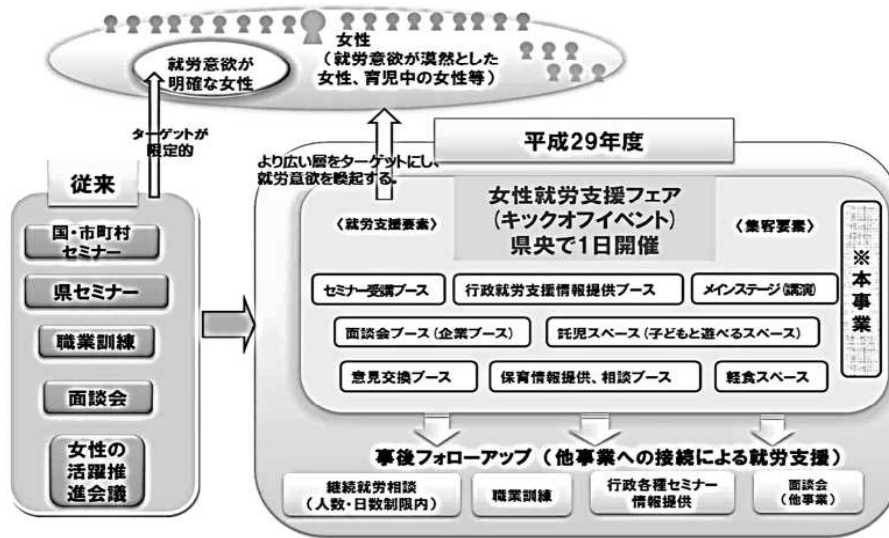 女性
（就労意欲が漠然とした
女性、育児中の女性等）
就労意欲が
明確な女性
ターゲットが
限定的
より広い層をターゲットにし、
就労意欲を喚起する。
従来
国・市町村
セミナー
県セミナー
職業訓練
面談会
女性の
活躍推
進会議
平成29年度
女性就労支援フェア
（キックオフイベント）
県央で1日開催
〈就労支援要素〉
〈集客要素〉
セミナー受講ブース
行政就労支援情報提供ブース
メインステージ（講演）
面談会ブース（企業ブース）
託児スペース（子どもと遊べるスペース）
意見交換ブース
保育情報提供、相談ブース
軽食スペース
※本事業
事後フォローアップ（他事業への接続による就労支援）
継続就労相談
（人数・日数制限内）
職業訓練
行政各種セミナー
情報提供
面談会
（他事業）